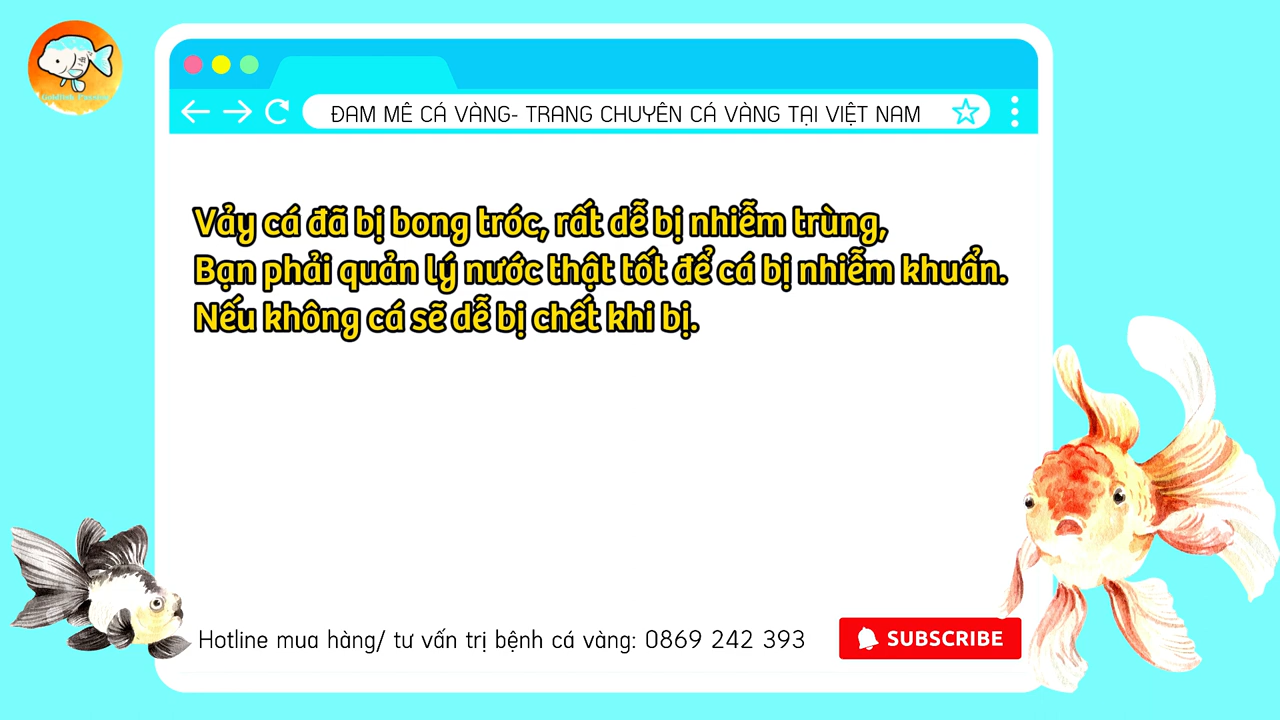 ĐAM MÊ CÁ VÀNG- TRANG CHUYÊN CÁ VÀNG TẠI VIỆT NAM
Vảy cá đã bị bong tróc, rất dễ bị nhiễm trùng,
Bạn phải quản lý nước thật tốt để cá bị nhiễm khuẩn.
Nếu không cá sẽ dễ bị chết khi bị.
Hotline mua hàng/ tư vấn trị bệnh cá vàng: 0869 242 393
SUBSCRIBE